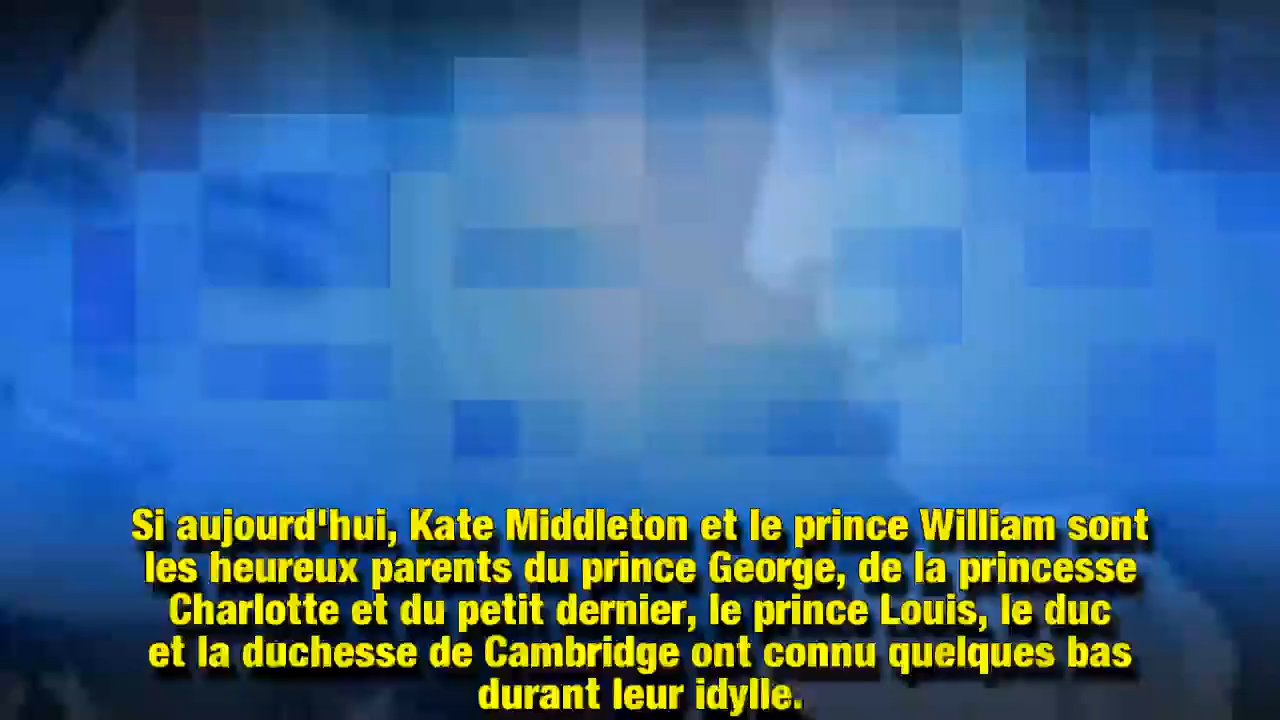 Si aujourd'hui, Kate Middleton et le prince William sont
les heureux parents du prince George, de la princesse
Charlotte et du petit dernier, le prince Louis, le duc
et la duchesse de Cambridge ont connu quelques bas
durant leur idylle.